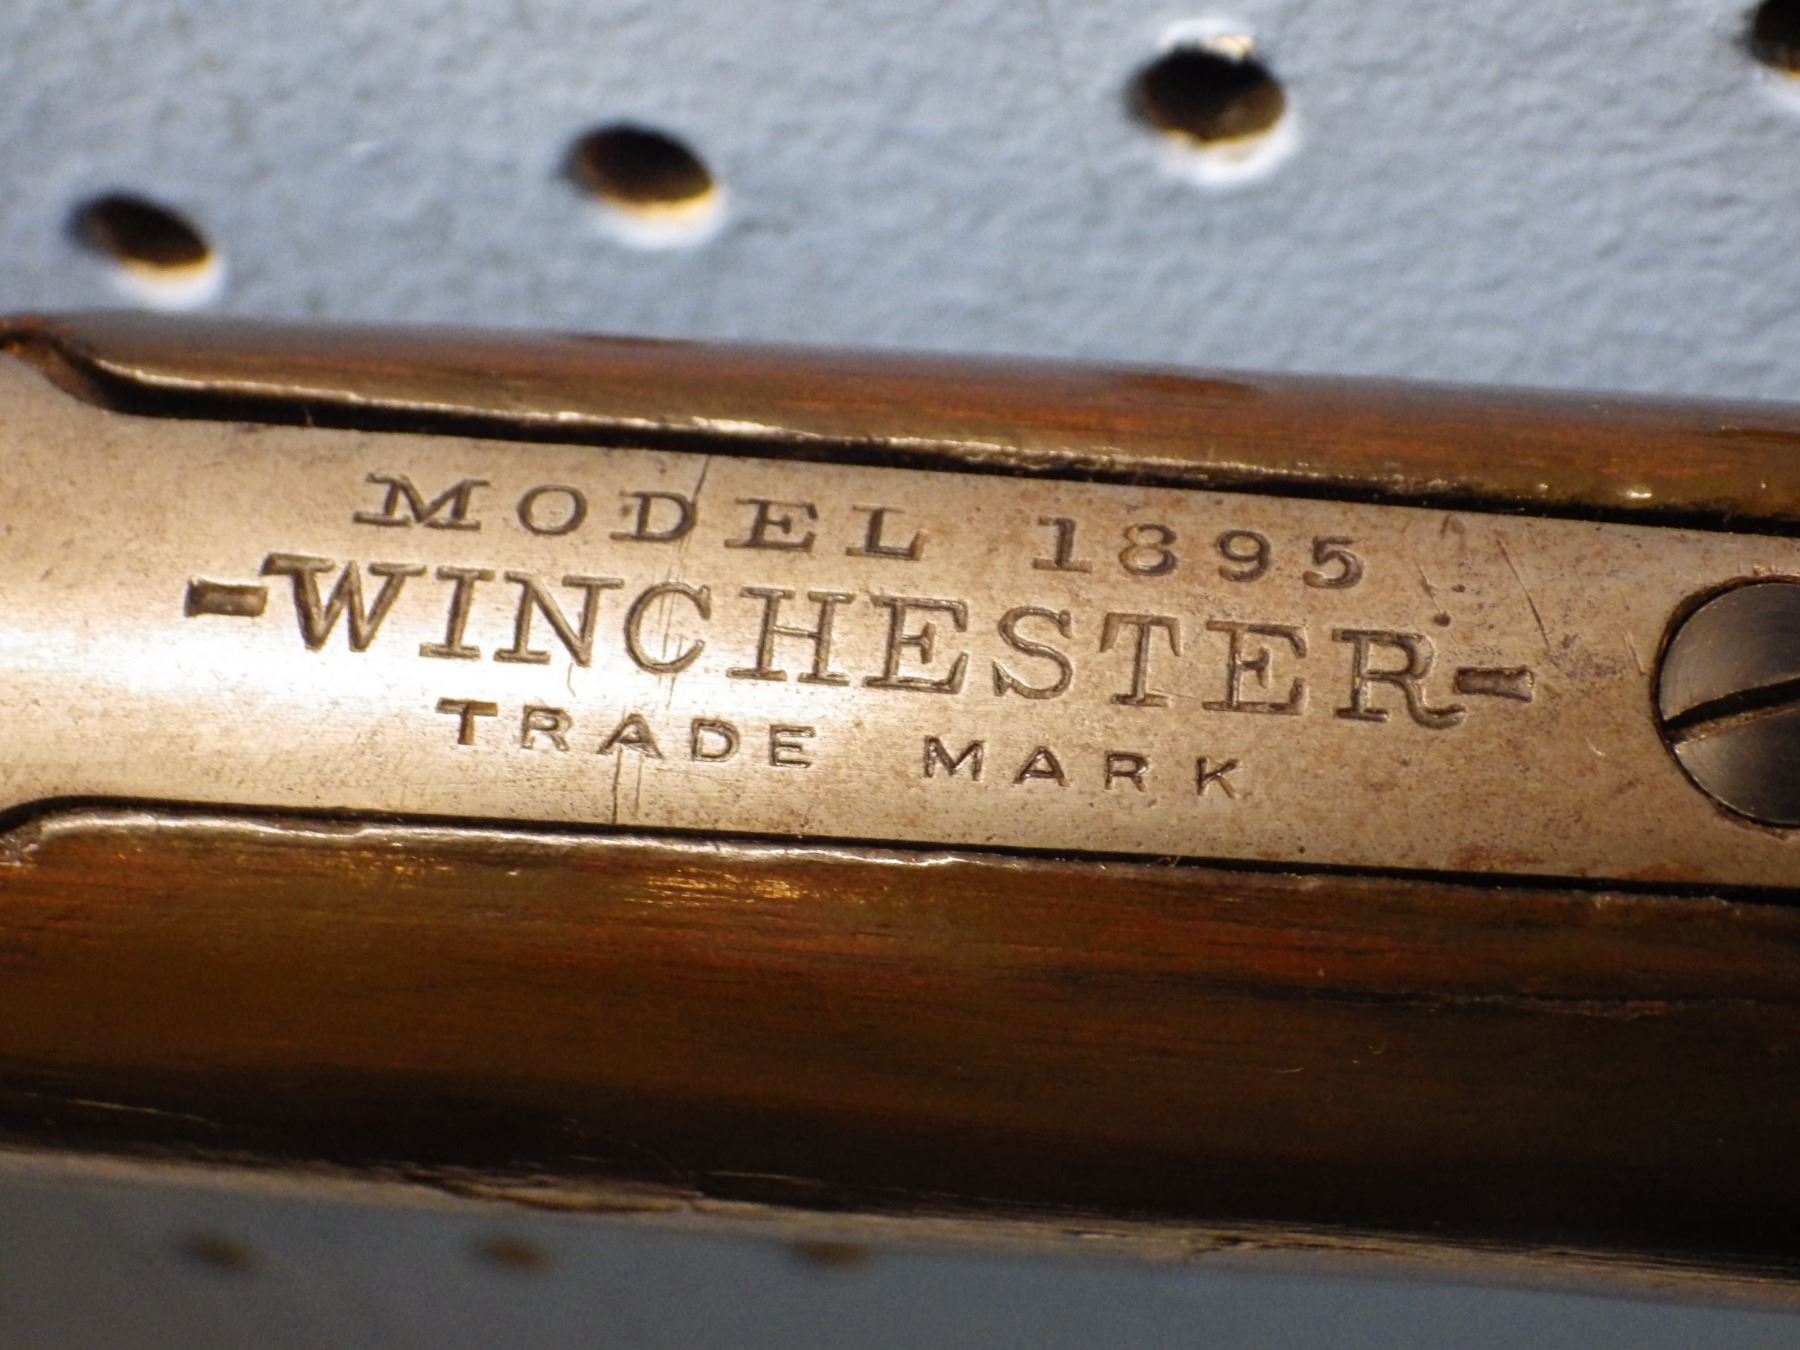 MODEL 1895
-WINCHESTER-
TRADE MARK